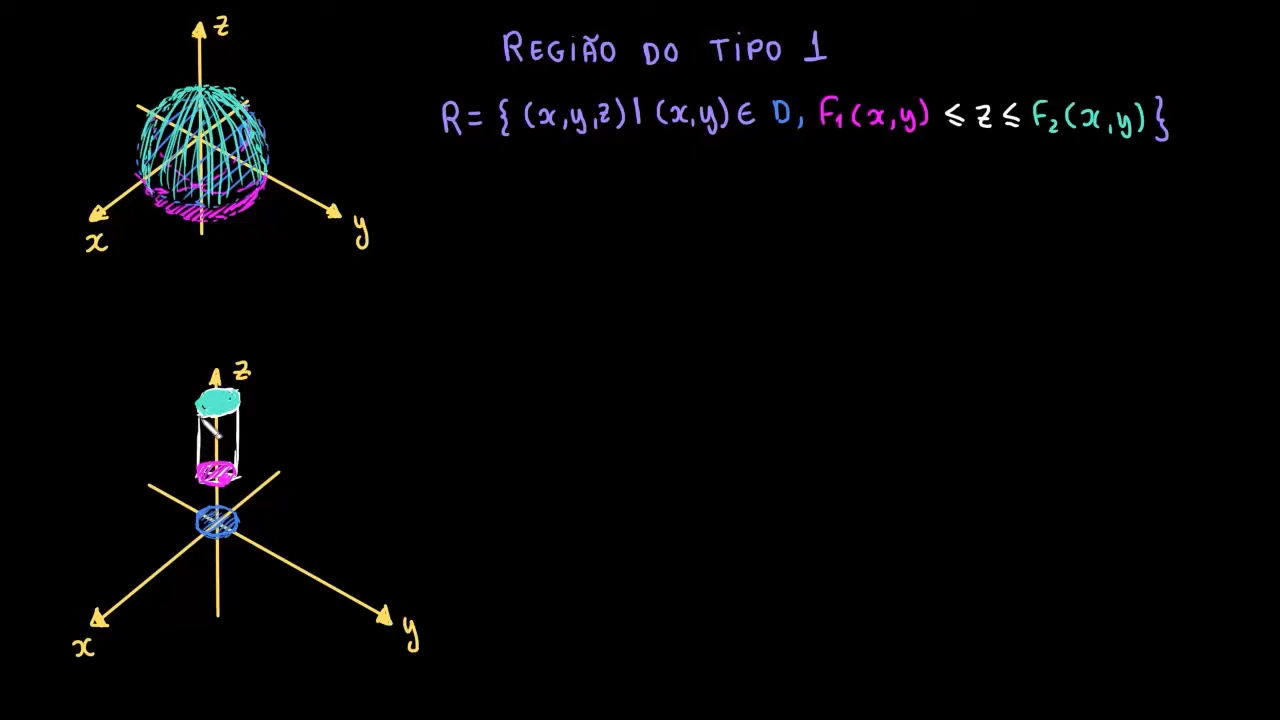 z
REGIÃO DO TIPO 1
R = { (x,y,z) | (x,y) ∈ D, F₁(x,y) ≤ z ≤ F₂(x,y) }
x
y
z
x
y